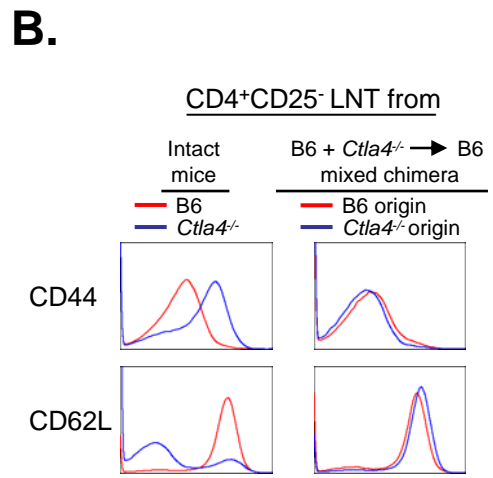 B.
CD4+CD25- LNT from
Intact mice
B6 + Ctla4-/- → B6 mixed chimera
B6
Ctla4-/-
B6 origin
Ctla4-/- origin
CD44
CD62L